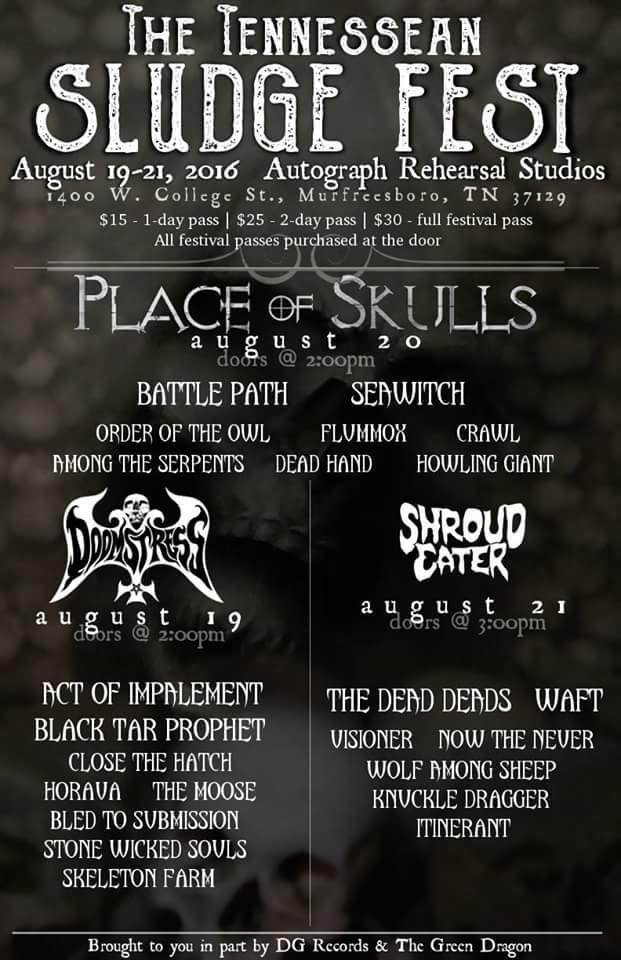 The Tennessean
Sludge Fest
August 19-21, 2016 Autograph Rehearsal Studios
1400 W. College St., Murfreesboro, TN 37129
$15 - 1-day pass | $25 - 2-day pass | $30 - full festival pass
All festival passes purchased at the door
Place of Skulls
august 20
doors @ 2:00pm
BATTLE PATH SEAWITCH
ORDER OF THE OWL FLUMMOX CRAWL
AMONG THE SERPENTS DEAD HAND HOWLING GIANT
DOOMSTRESS
august 19
doors @ 2:00pm
ACT OF IMPALEMENT
BLACK TAR PROPHET
CLOSE THE HATCH
HORAVA THE MOOSE
BLED TO SUBMISSION
STONE WICKED SOULS
SKELETON FARM
SHROUD
EATER
august 21
doors @ 3:00pm
THE DEAD DEADS WAFT
VISIONER NOW THE NEVER
WOLF AMONG SHEEP
KNUCKLE DRAGGER
ITINERANT
Brought to you in part by DG Records & The Green Dragon